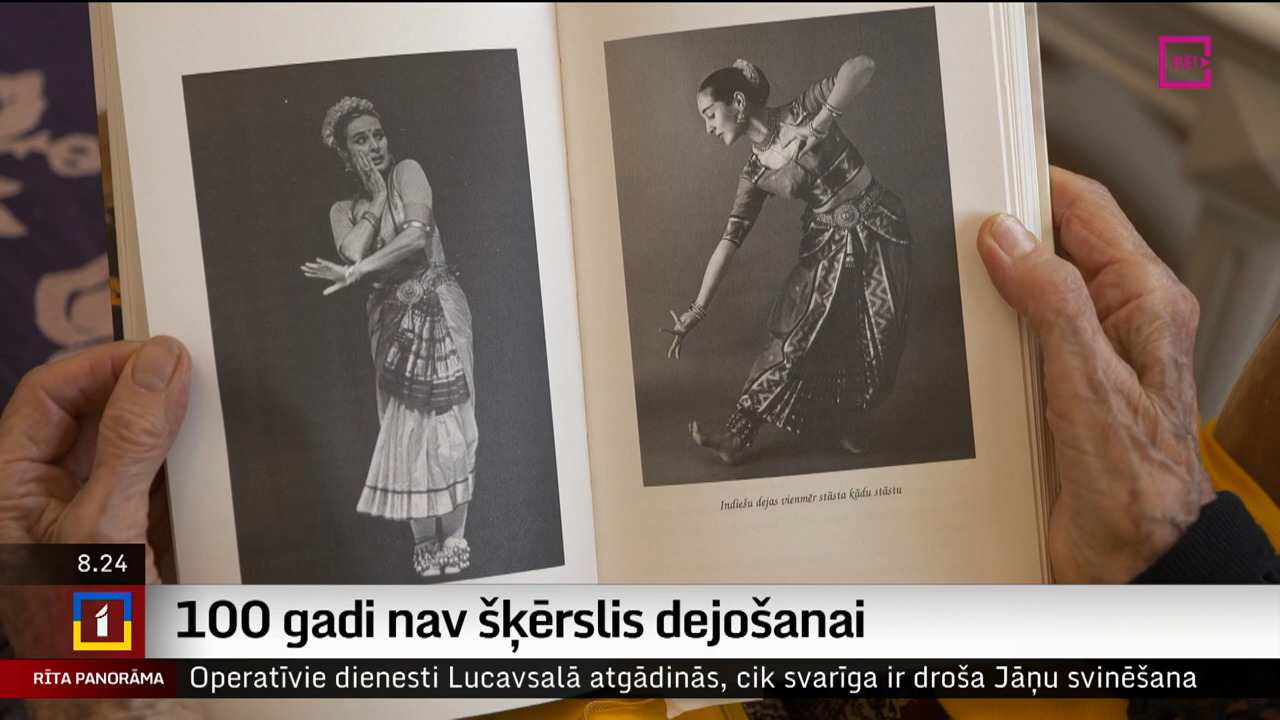 RE!
Indiešu dejas vienmēr stāsta kādu stāstu
8.24
1
100 gadi nav šķērslis dejošanai
RĪTA PANORĀMA
Operatīvie dienesti Lucavsalā atgādinās, cik svarīga ir droša Jāņu svinēšana